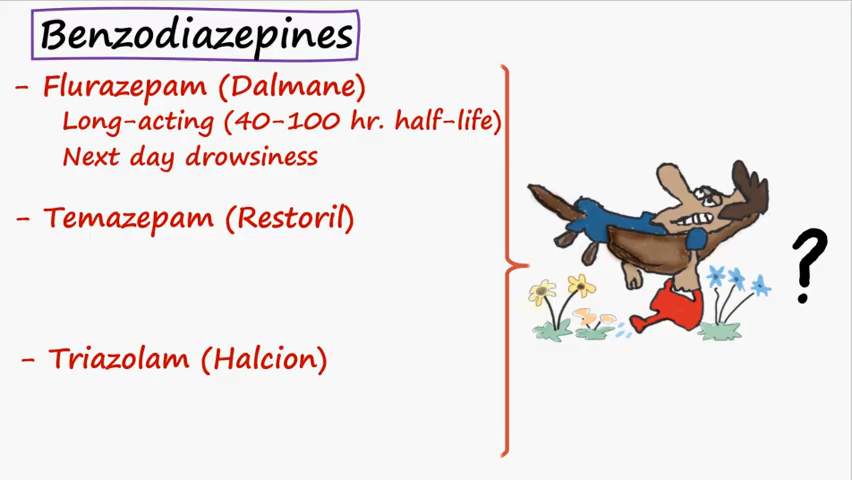 Benzodiazepines
- Flurazepam (Dalmane)
Long-acting (40-100 hr. half-life)
Next day drowsiness
- Temazepam (Restoril)
- Triazolam (Halcion)
?